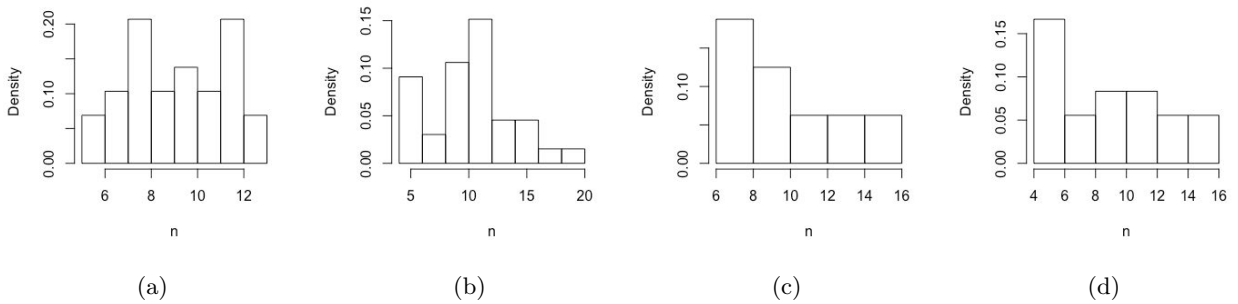 Density
0.00 0.10 0.20
6 8 10 12
n
(a)
Density
0.00 0.05 0.10 0.15
5 10 15 20
n
(b)
Density
0.00 0.10
6 8 10 12 14 16
n
(c)
Density
0.00 0.05 0.10 0.15
4 6 8 10 12 14 16
n
(d)